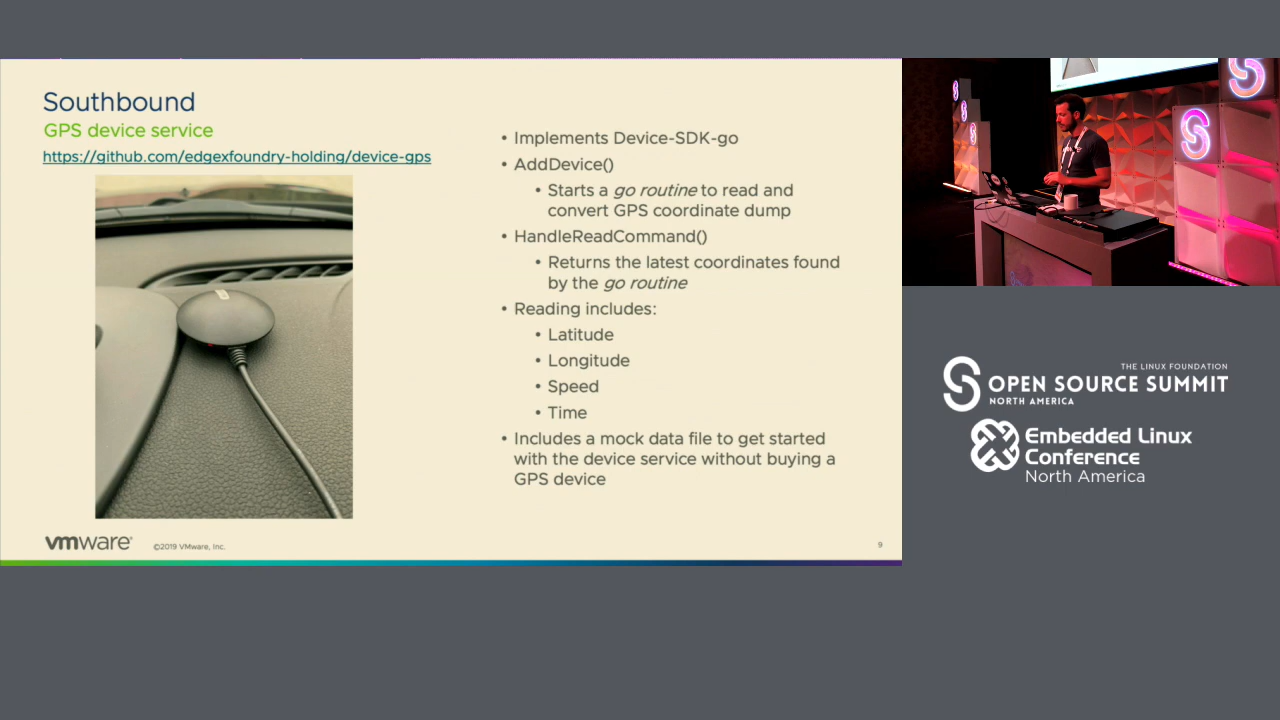 Southbound
GPS device service
https://github.com/edgexfoundry-holding/device-gps
• Implements Device-SDK-go
• AddDevice()
• Starts a go routine to read and
convert GPS coordinate dump
• HandleReadCommand()
• Returns the latest coordinates found
by the go routine
• Reading includes:
• Latitude
• Longitude
• Speed
• Time
• Includes a mock data file to get started
with the device service without buying a
GPS device
vmware®
©2019 VMware, Inc.
9
THE LINUX FOUNDATION
OPEN SOURCE SUMMIT
NORTH AMERICA
Embedded Linux
Conference
North America